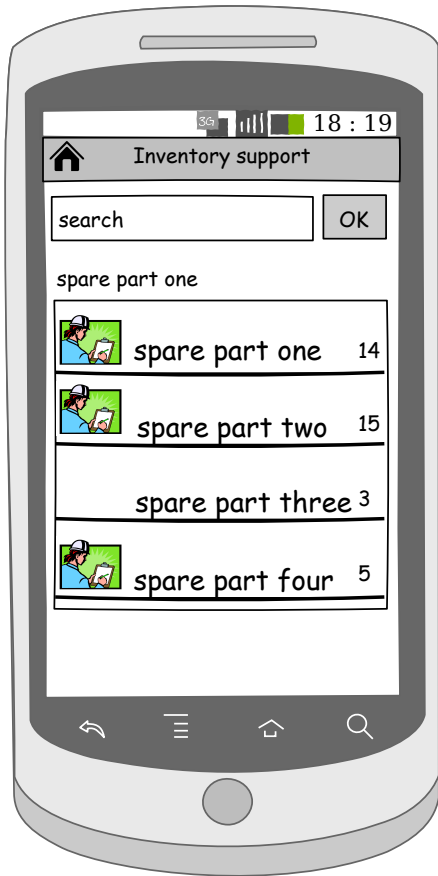 3G 18 : 19
Inventory support
search OK
spare part one
spare part one 14
spare part two 15
spare part three 3
spare part four 5